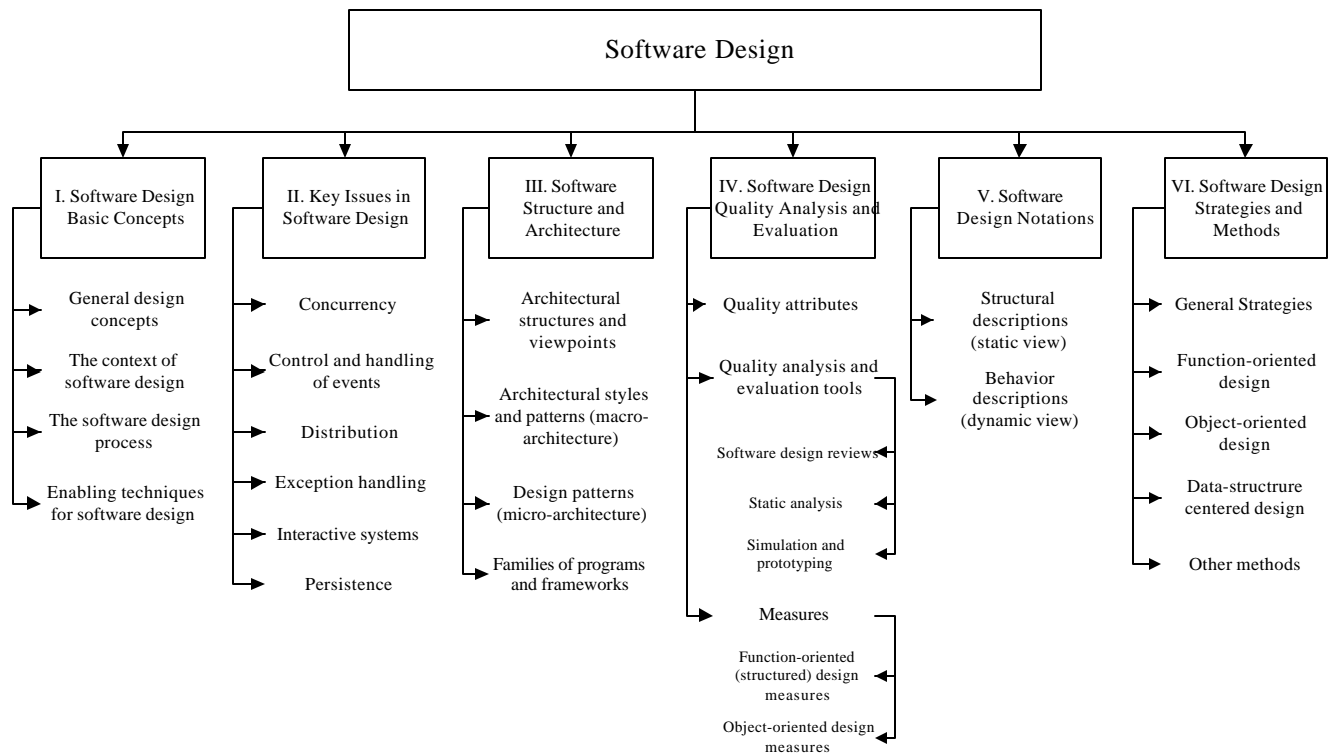 Software Design
I. Software Design
Basic Concepts
General design
concepts
The context of
software design
The software design
process
Enabling techniques
for software design
II. Key Issues in
Software Design
Concurrency
Control and handling
of events
Distribution
Exception handling
Interactive systems
Persistence
III. Software
Structure and
Architecture
Architectural
structures and
viewpoints
Architectural styles
and patterns (macro-
architecture)
Design patterns
(micro-architecture)
Families of programs
and frameworks
IV. Software Design
Quality Analysis and
Evaluation
Quality attributes
Quality analysis and
evaluation tools
Software design reviews
Static analysis
Simulation and
prototyping
Measures
Function-oriented
(structured) design
measures
Object-oriented design
measures
V. Software
Design Notations
Structural
descriptions
(static view)
Behavior
descriptions
(dynamic view)
VI. Software Design
Strategies and
Methods
General Strategies
Function-oriented
design
Object-oriented
design
Data-structrure
centered design
Other methods